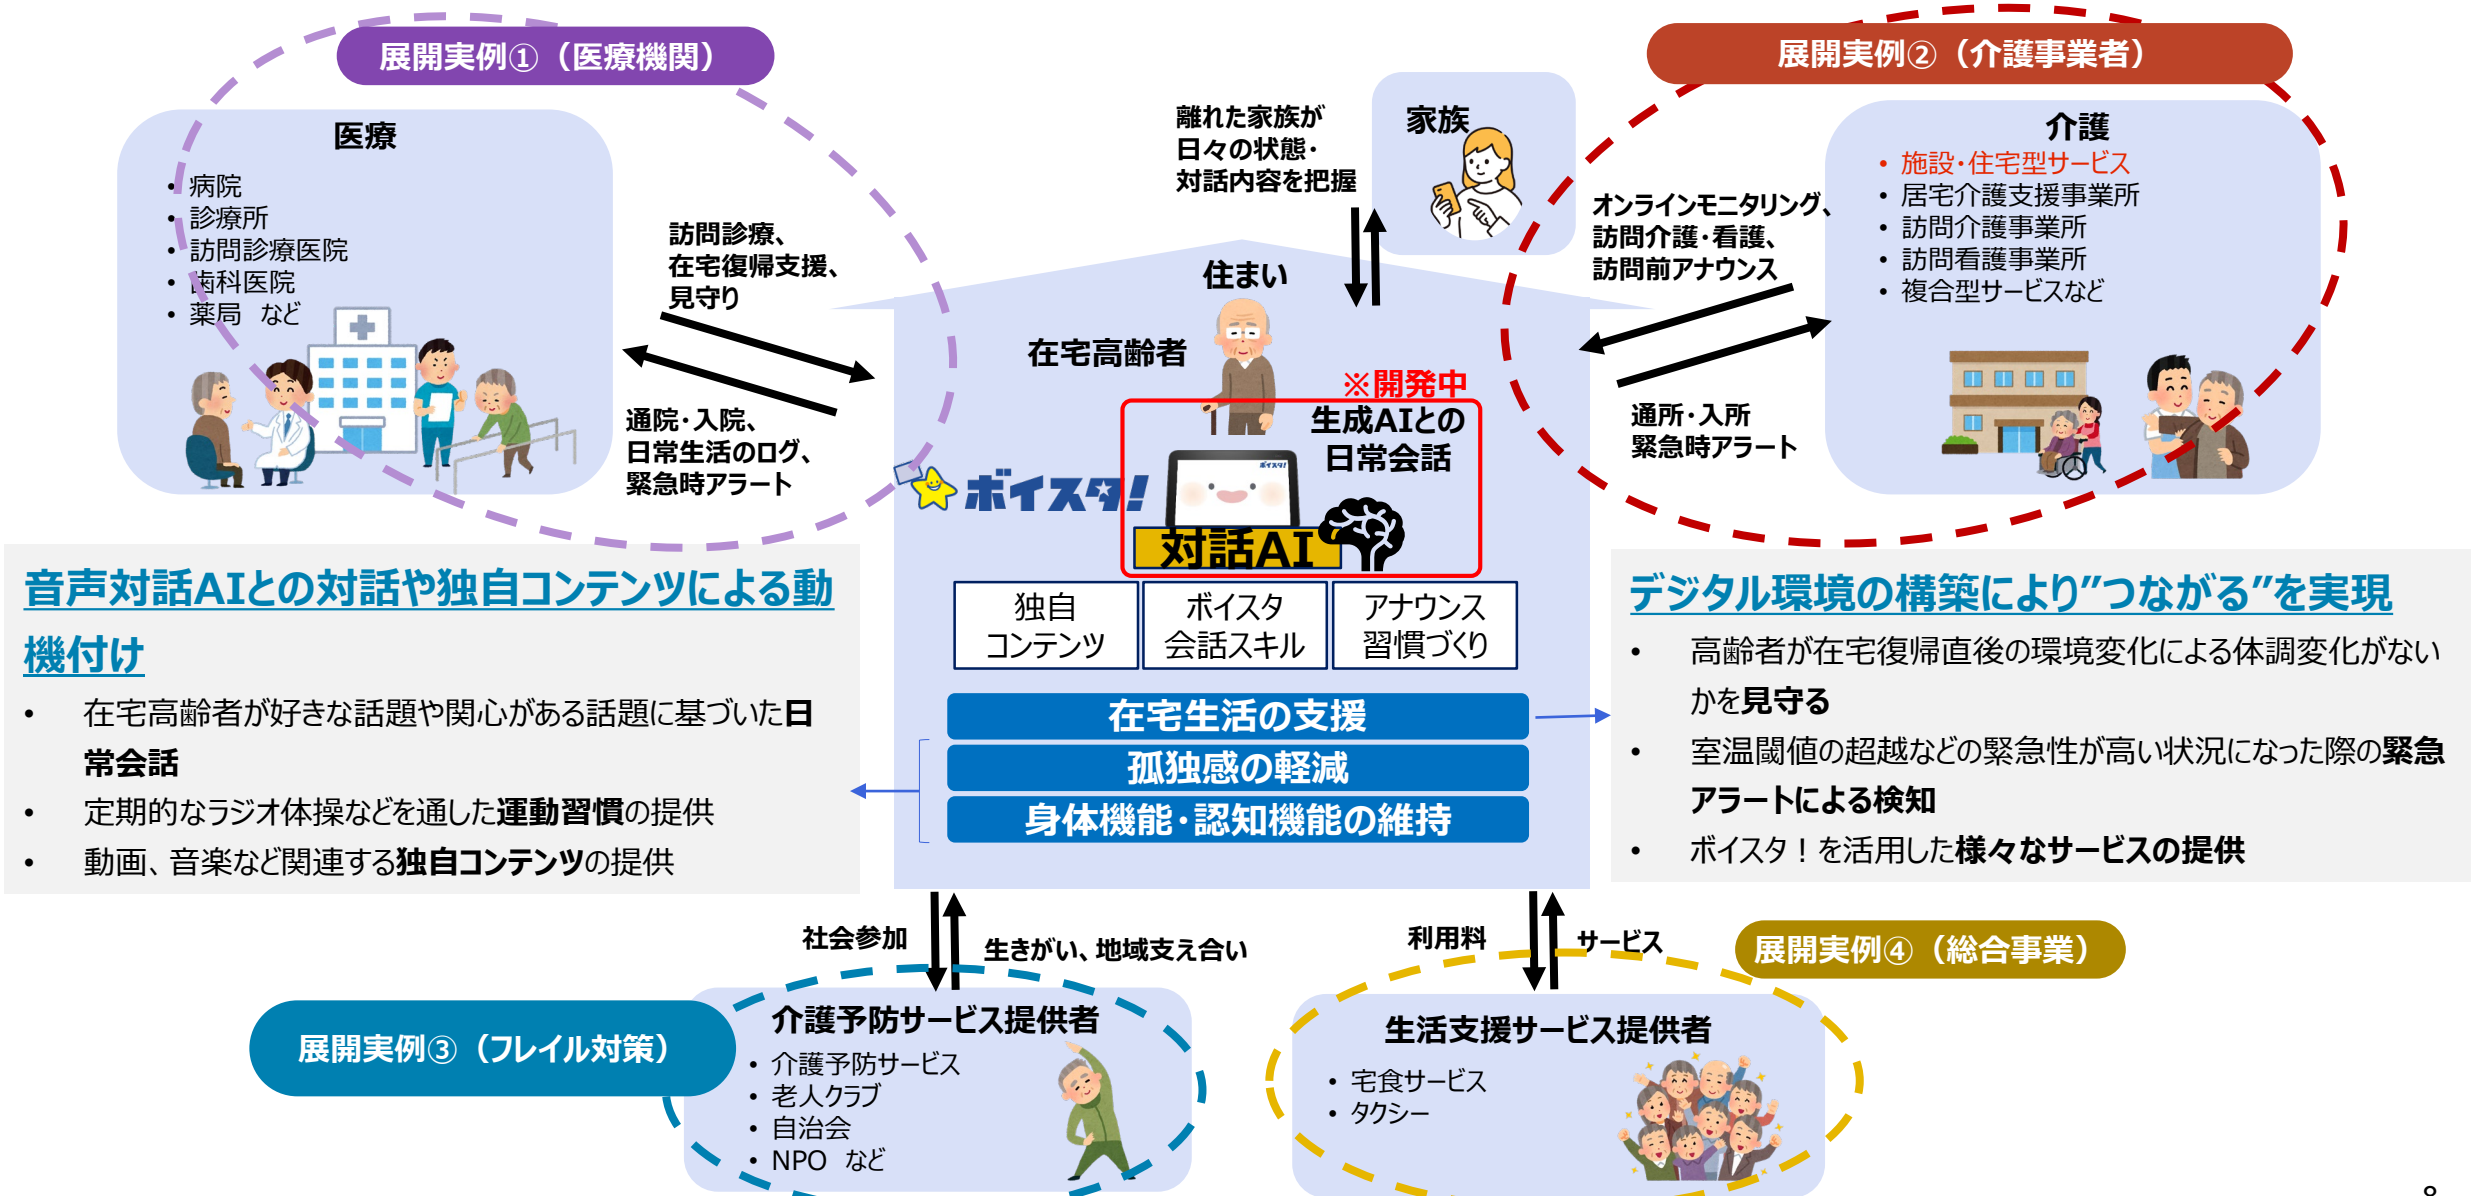 展開実例①（医療機関）
医療
• 病院
• 診療所
• 訪問診療医院
• 歯科医院
• 薬局　など
訪問診療、
在宅復帰支援、
見守り
通院・入院、
日常生活のログ、
緊急時アラート
離れた家族が
日々の状態・
対話内容を把握
家族
展開実例②（介護事業者）
介護
• 施設・住宅型サービス
• 居宅介護支援事業所
• 訪問介護事業所
• 訪問看護事業所
• 複合型サービスなど
オンラインモニタリング、
訪問介護・看護、
訪問前アナウンス
通所・入所
緊急時アラート
住まい
在宅高齢者
※開発中
生成AIとの
日常会話
ボイスタ!
ボイスタ!
対話AI
独自
コンテンツ
ボイスタ
会話スキル
アナウンス
習慣づくり
在宅生活の支援
孤独感の軽減
身体機能・認知機能の維持
音声対話AIとの対話や独自コンテンツによる動
機付け
• 在宅高齢者が好きな話題や関心がある話題に基づいた日
常会話
• 定期的なラジオ体操などを通した運動習慣の提供
• 動画、音楽など関連する独自コンテンツの提供
デジタル環境の構築により”つながる”を実現
• 高齢者が在宅復帰直後の環境変化による体調変化がない
かを見守る
• 室温閾値の超越などの緊急性が高い状況になった際の緊急
アラートによる検知
• ボイスタ！を活用した様々なサービスの提供
社会参加
生きがい、地域支え合い
利用料
サービス
展開実例③（フレイル対策）
介護予防サービス提供者
• 介護予防サービス
• 老人クラブ
• 自治会
• NPO　など
展開実例④（総合事業）
生活支援サービス提供者
• 宅食サービス
• タクシー
8